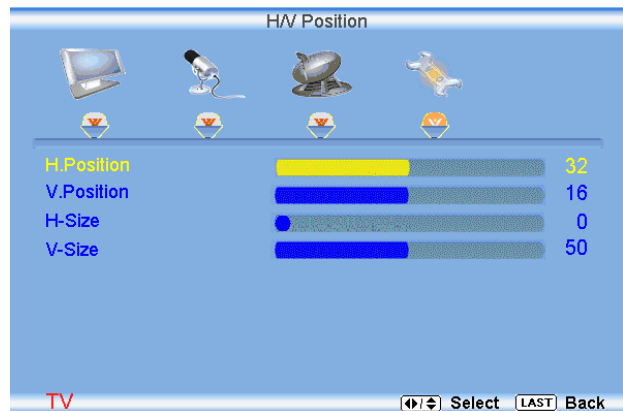 H/V Position
H.Position 32
V.Position 16
H-Size 0
V-Size 50
TV Select LAST Back